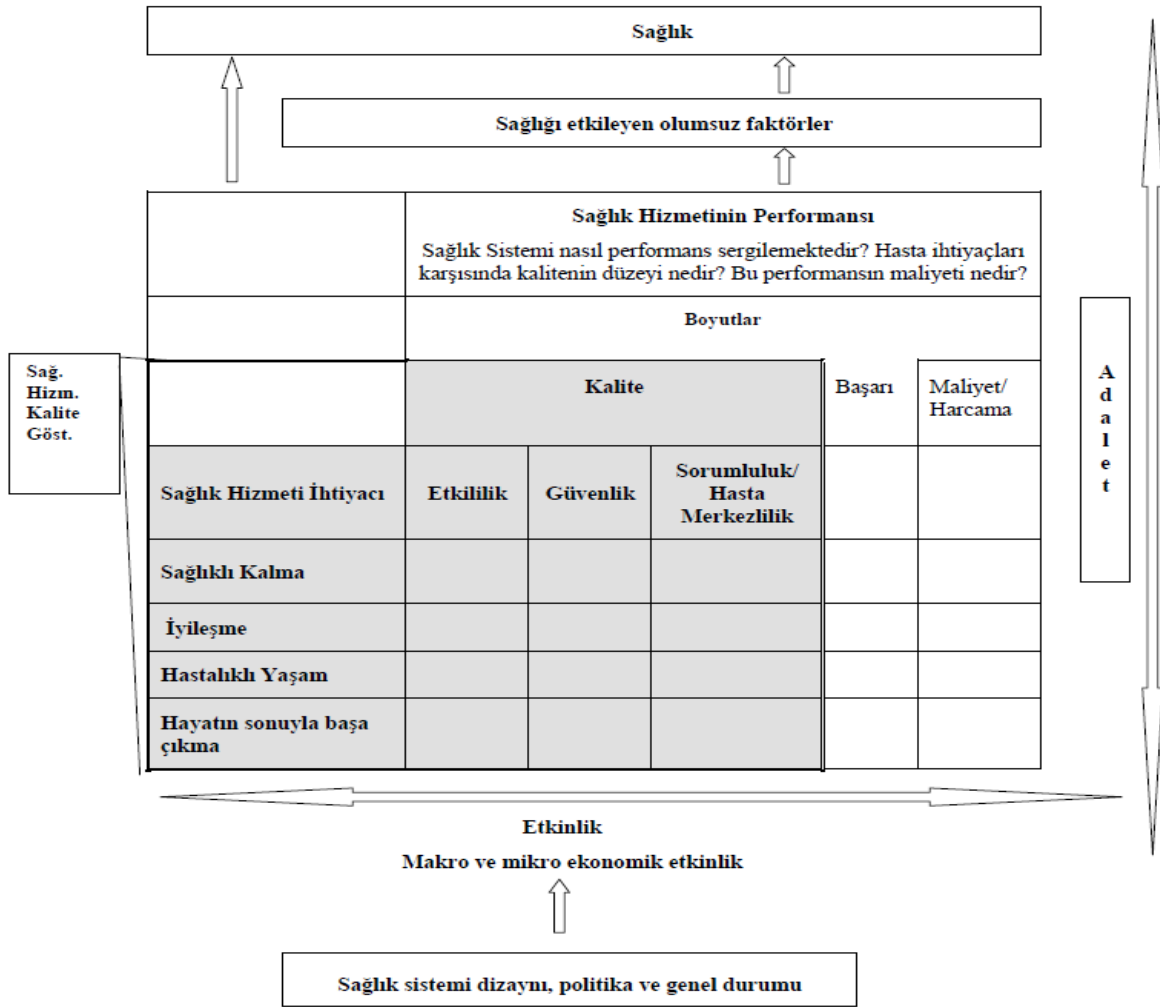 Sağlık
Sağlığı etkileyen olumsuz faktörler
Sağlık Hizmetinin Performansı
Sağlık Sistemi nasıl performans sergilemektedir? Hasta ihtiyaçları
karşısında kalitenin düzeyi nedir? Bu performansın maliyeti nedir?
Boyutlar
Sağ.
Hizm.
Kalite
Göst.
Kalite
Başarı
Maliyet/
Harcama
Adalet
Sağlık Hizmeti İhtiyacı
Etkililik
Güvenlik
Sorumluluk/
Hasta
Merkezlilik
Sağlıklı Kalma
İyileşme
Hastalıklı Yaşam
Hayatın sonuyla başa
çıkma
Etkinlik
Makro ve mikro ekonomik etkinlik
Sağlık sistemi dizaynı, politika ve genel durumu